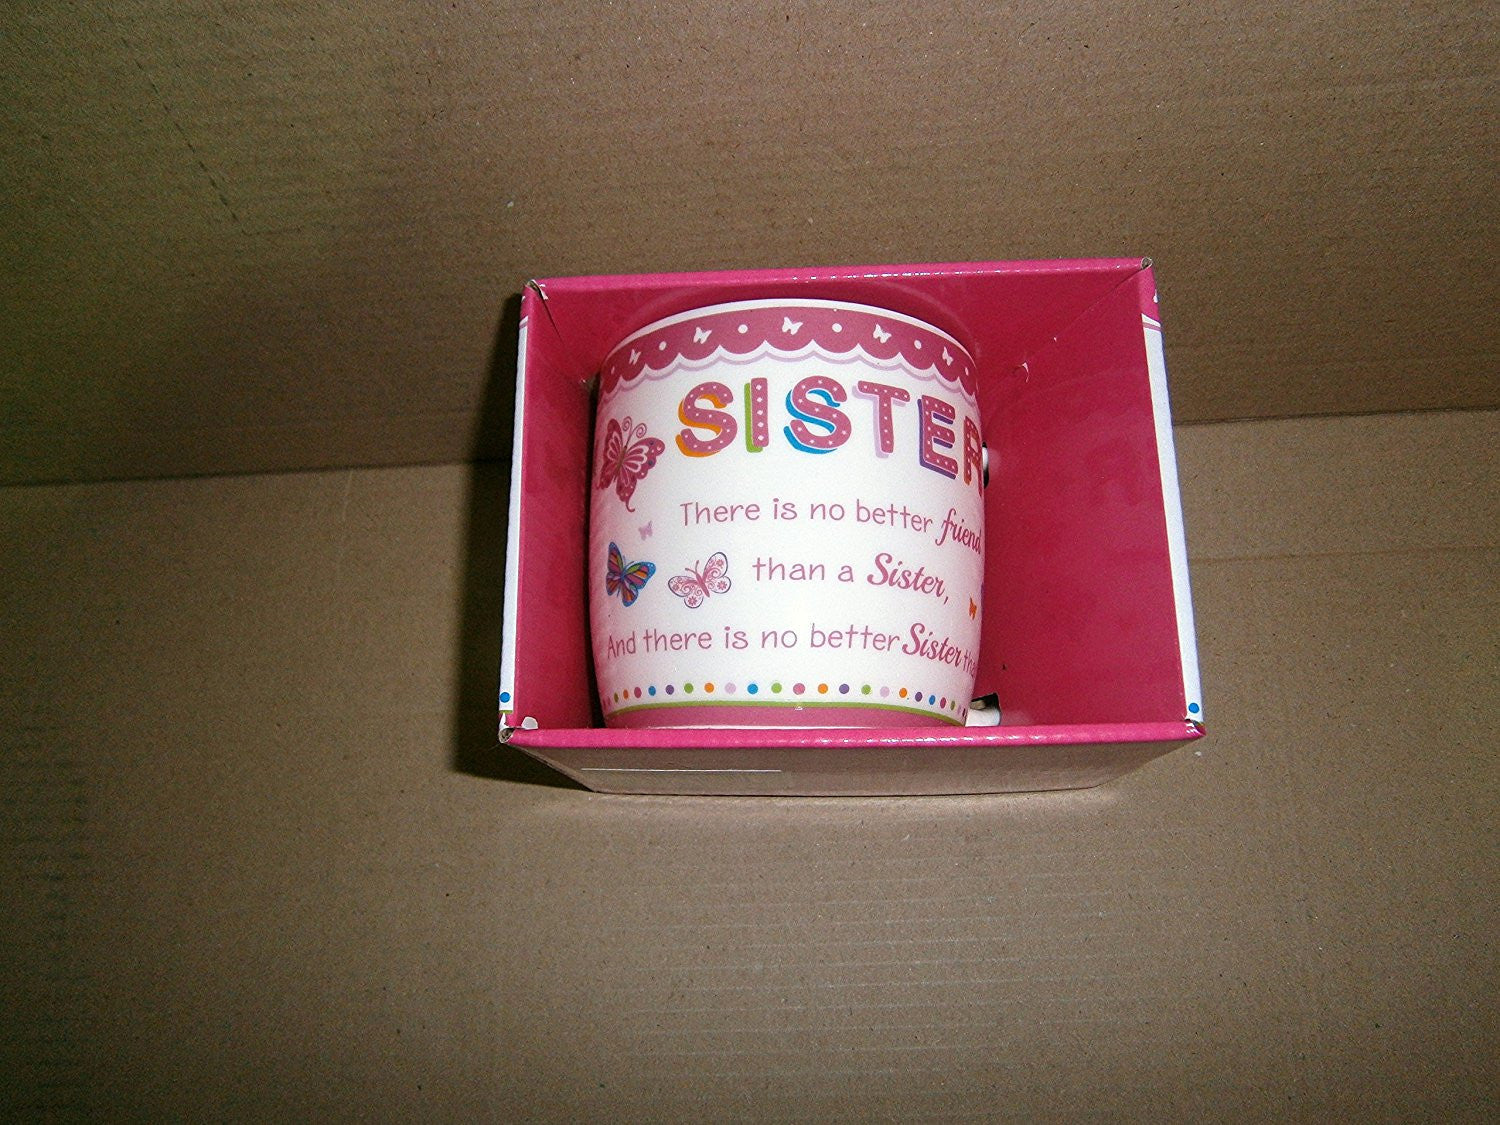 SISTER
There is no better friend
than a Sister,
And there is no better Sister